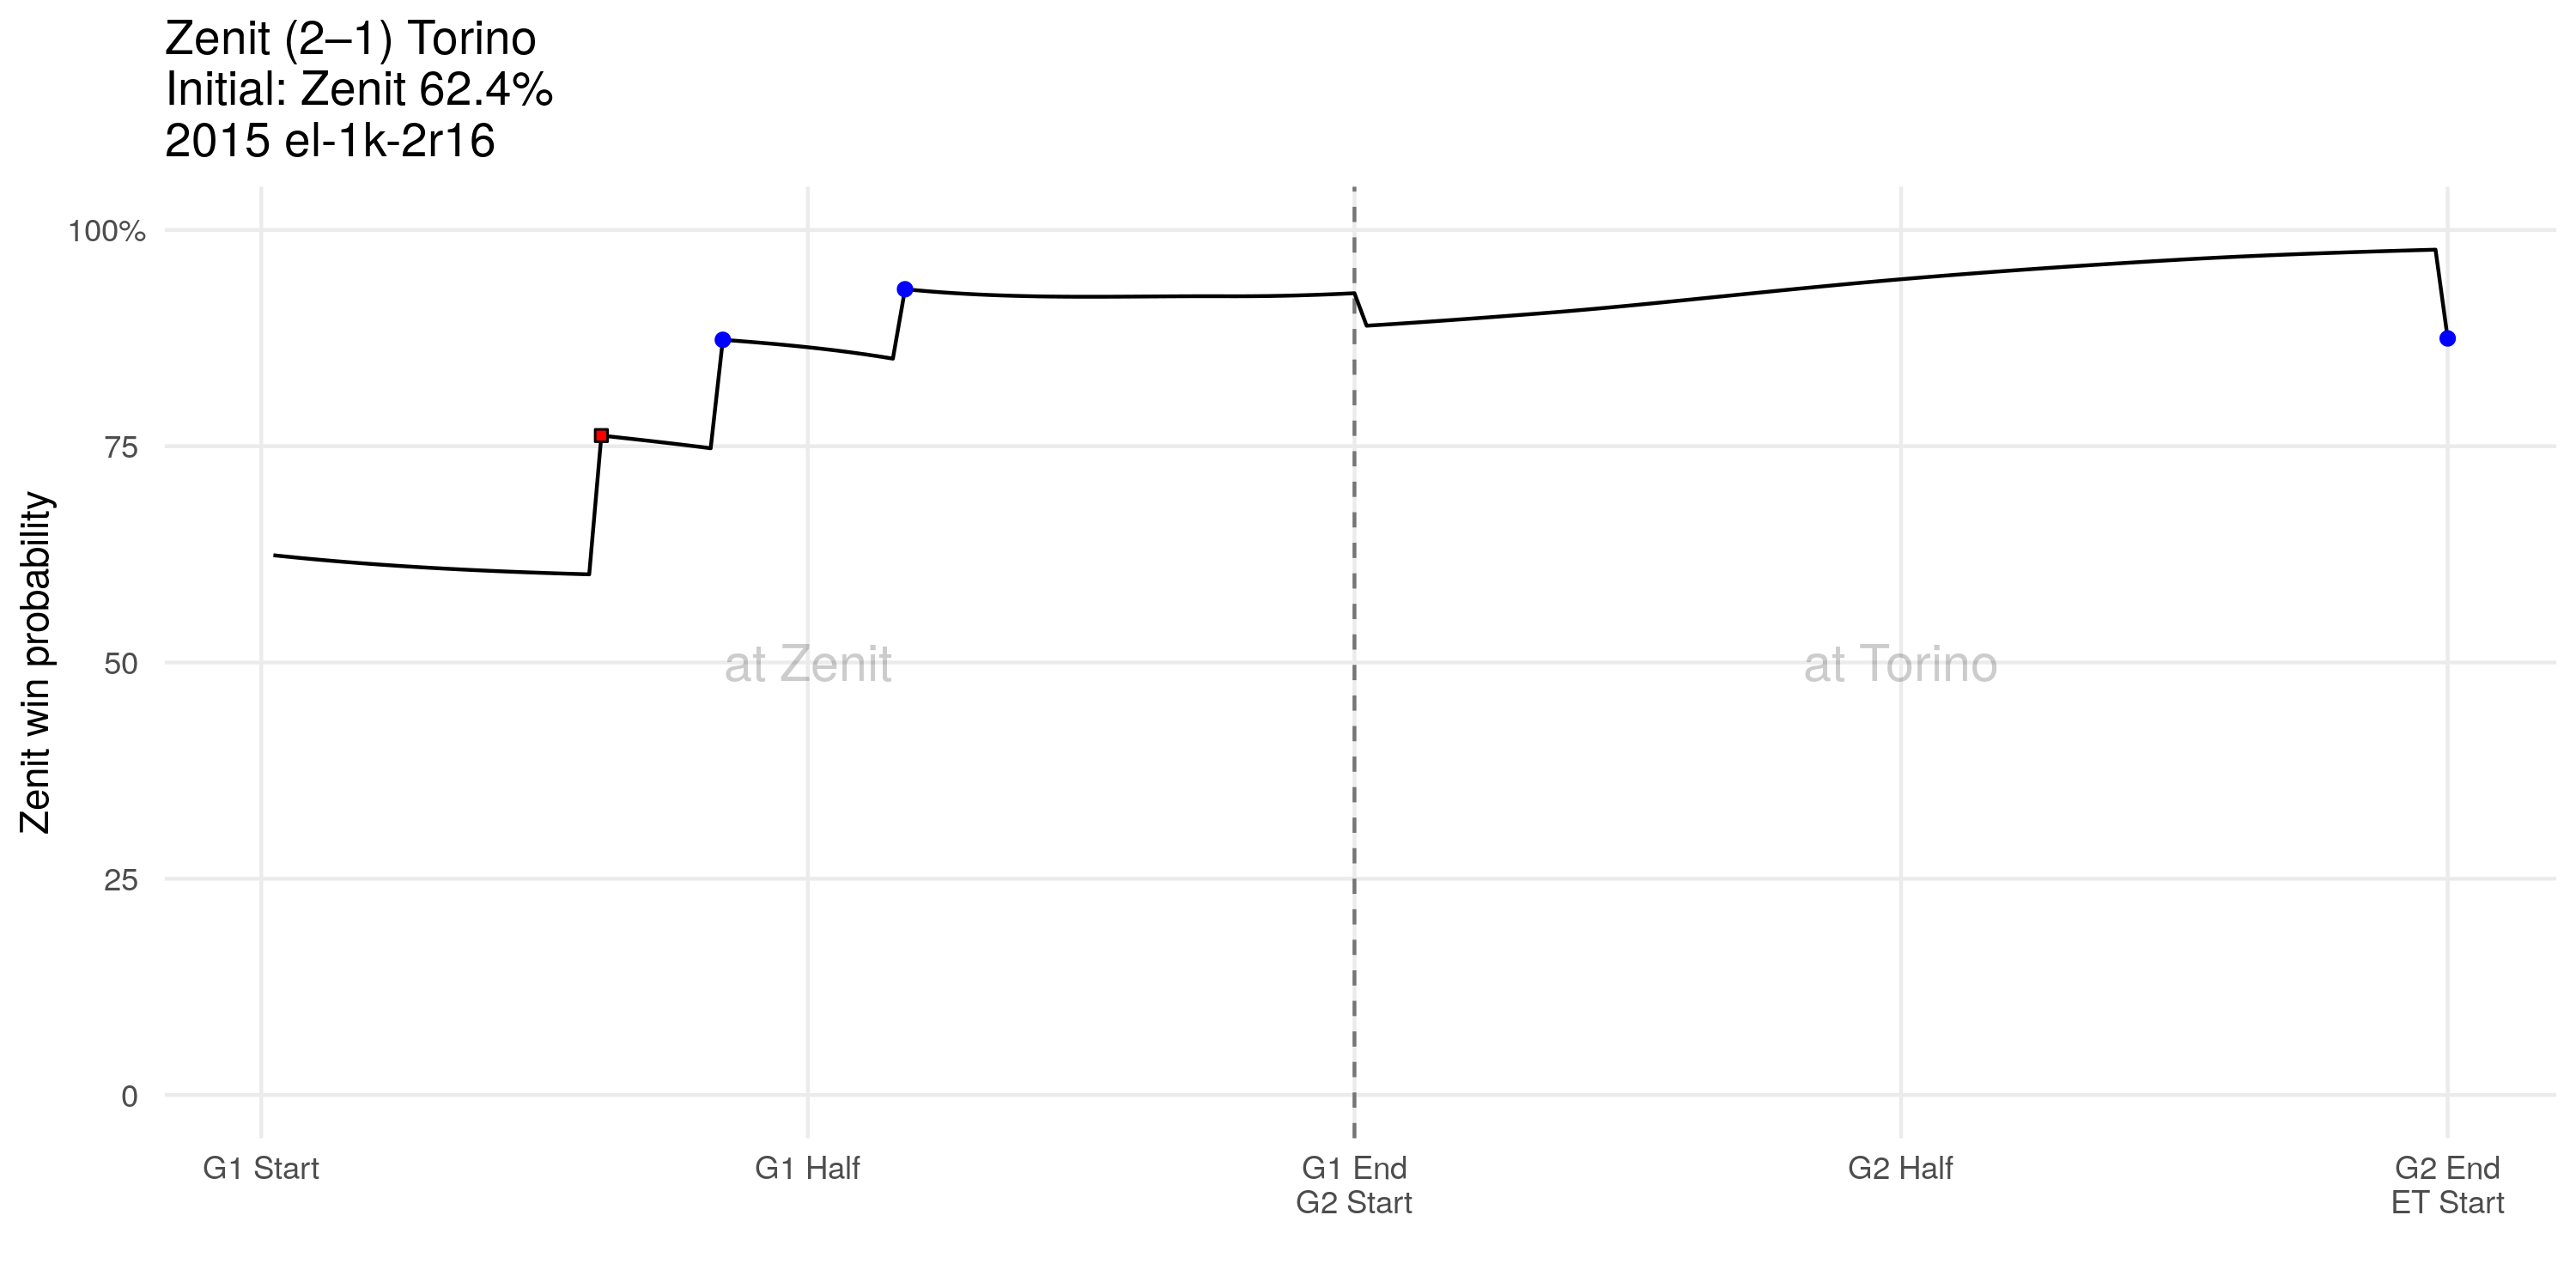 Zenit (2–1) Torino
Initial: Zenit 62.4%
2015 el-1k-2r16
Zenit win probability
100%
75
50
25
0
at Zenit
at Torino
G1 Start
G1 Half
G1 End
G2 Start
G2 Half
G2 End
ET Start